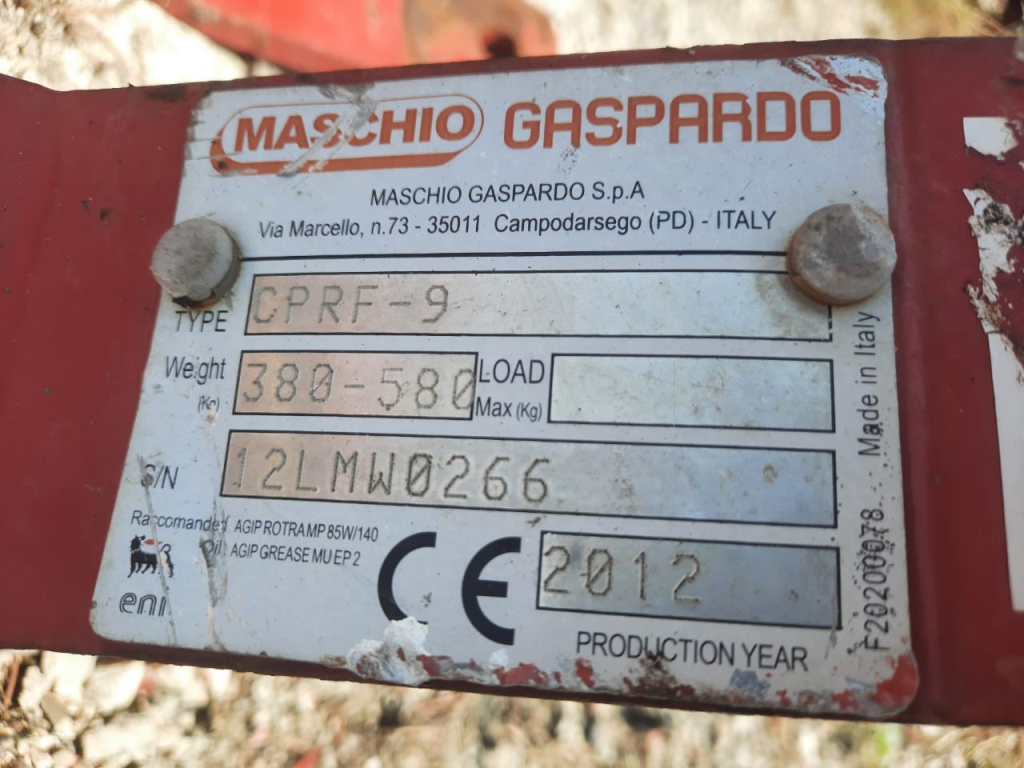 MASCHIO GASPARDO
MASCHIO GASPARDO S.p.A
Via Marcello, n.73 - 35011 Campodarsego (PD) - ITALY
TYPE CPRF-9
Weight (Kg) 380-580 LOAD Max (Kg)
S/N 12LMW0266
Raccomanded AGIP ROTRA MP 85W/140
Oil: AGIP GREASE MU EP 2
eni
CE 2012
PRODUCTION YEAR
F20200078 Made in Italy